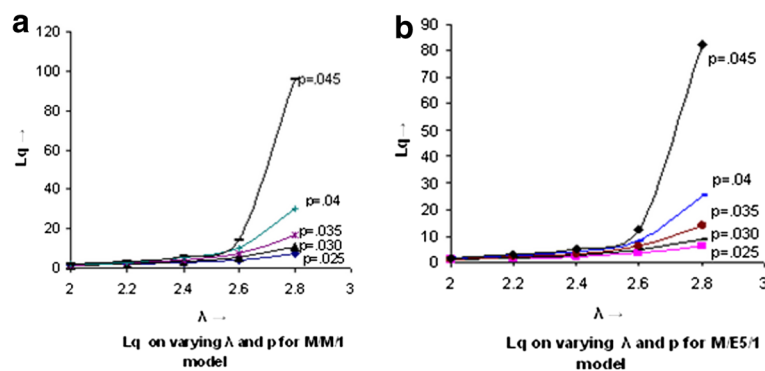 a
120
100
80
60
40
20
0
Lq →
p=.045
p=.04
p=.035
p=.030
p=.025
2 2.2 2.4 2.6 2.8 3
λ →
Lq on varying λ and p for M/M/1
model
b
90
80
70
60
50
40
30
20
10
0
Lq→
p=.045
p=.04
p=.035
p=.030
p=.025
2 2.2 2.4 2.6 2.8 3
λ →
Lq on varying λ and p for M/E5/1
model